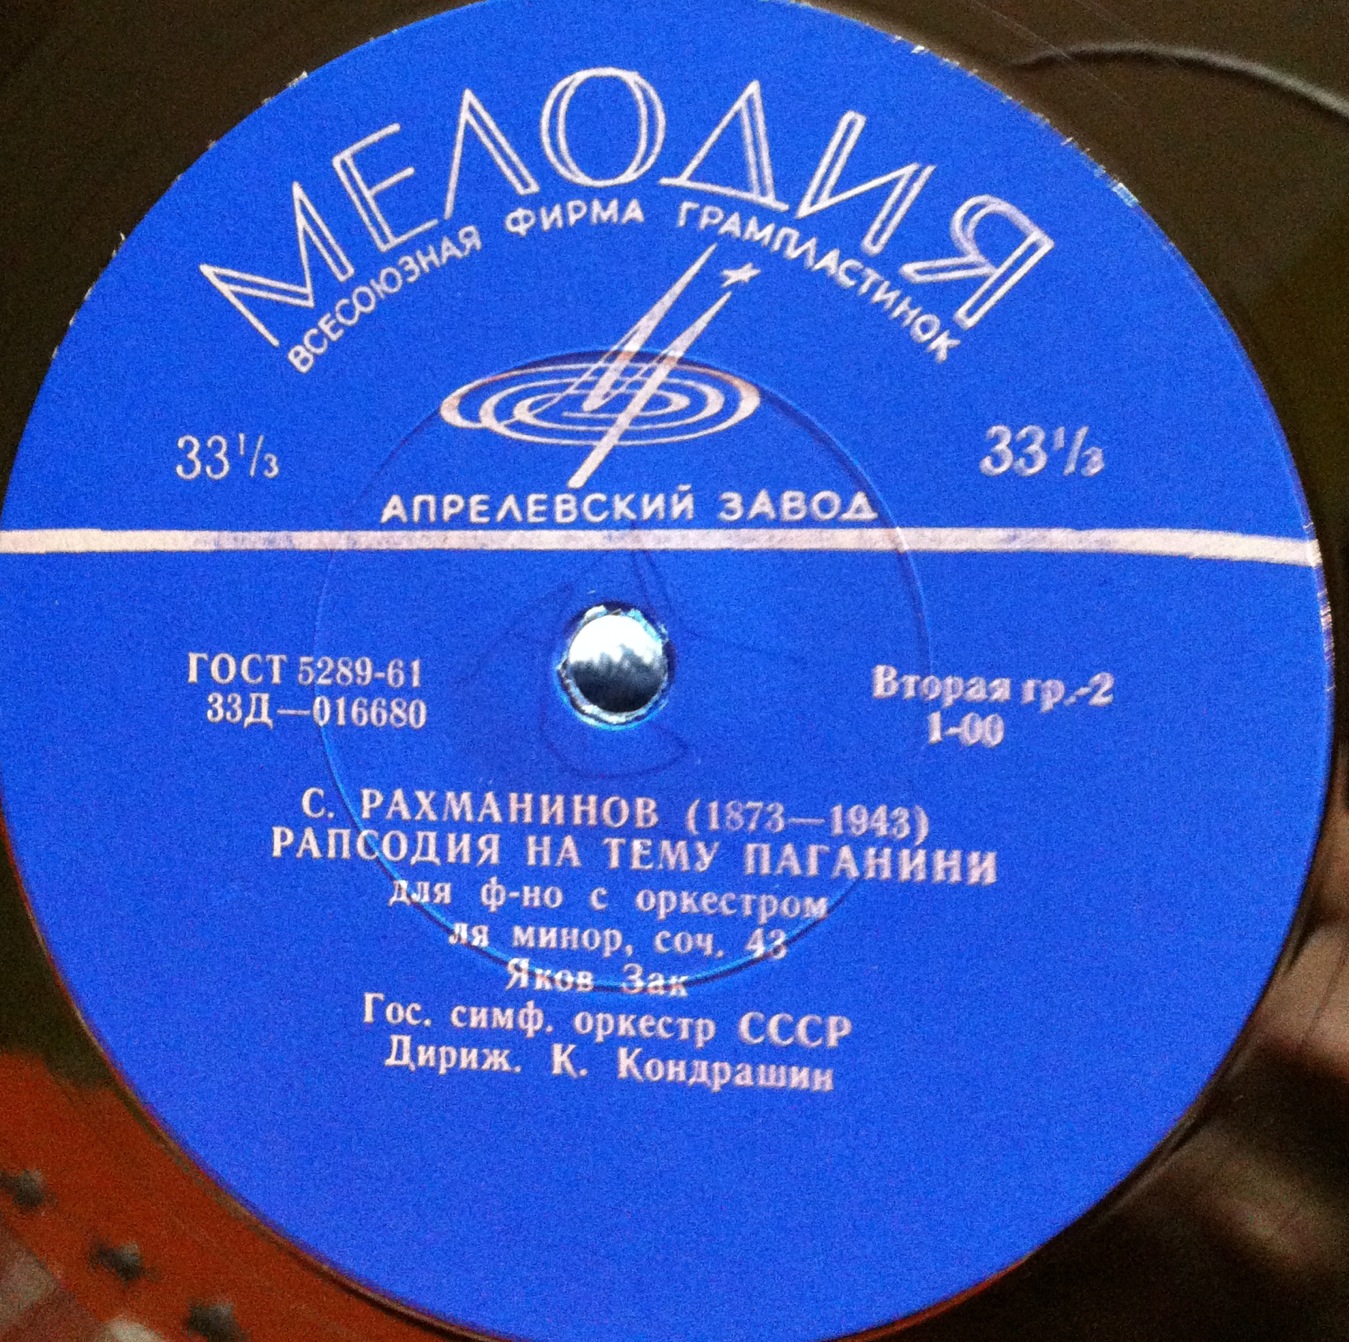 МЕЛОДИЯ
ВСЕСОЮЗНАЯ ФИРМА ГРАМПЛАСТИНОК
33⅓ 33⅓
АПРЕЛЕВСКИЙ ЗАВОД
ГОСТ 5289-61
33Д—016680
Вторая гр.-2
1-00
С. РАХМАНИНОВ (1873—1943)
РАПСОДИЯ НА ТЕМУ ПАГАНИНИ
для ф-но с оркестром
ля минор, соч. 43
Яков Зак
Гос. симф. оркестр СССР
Дириж. К. Кондрашин